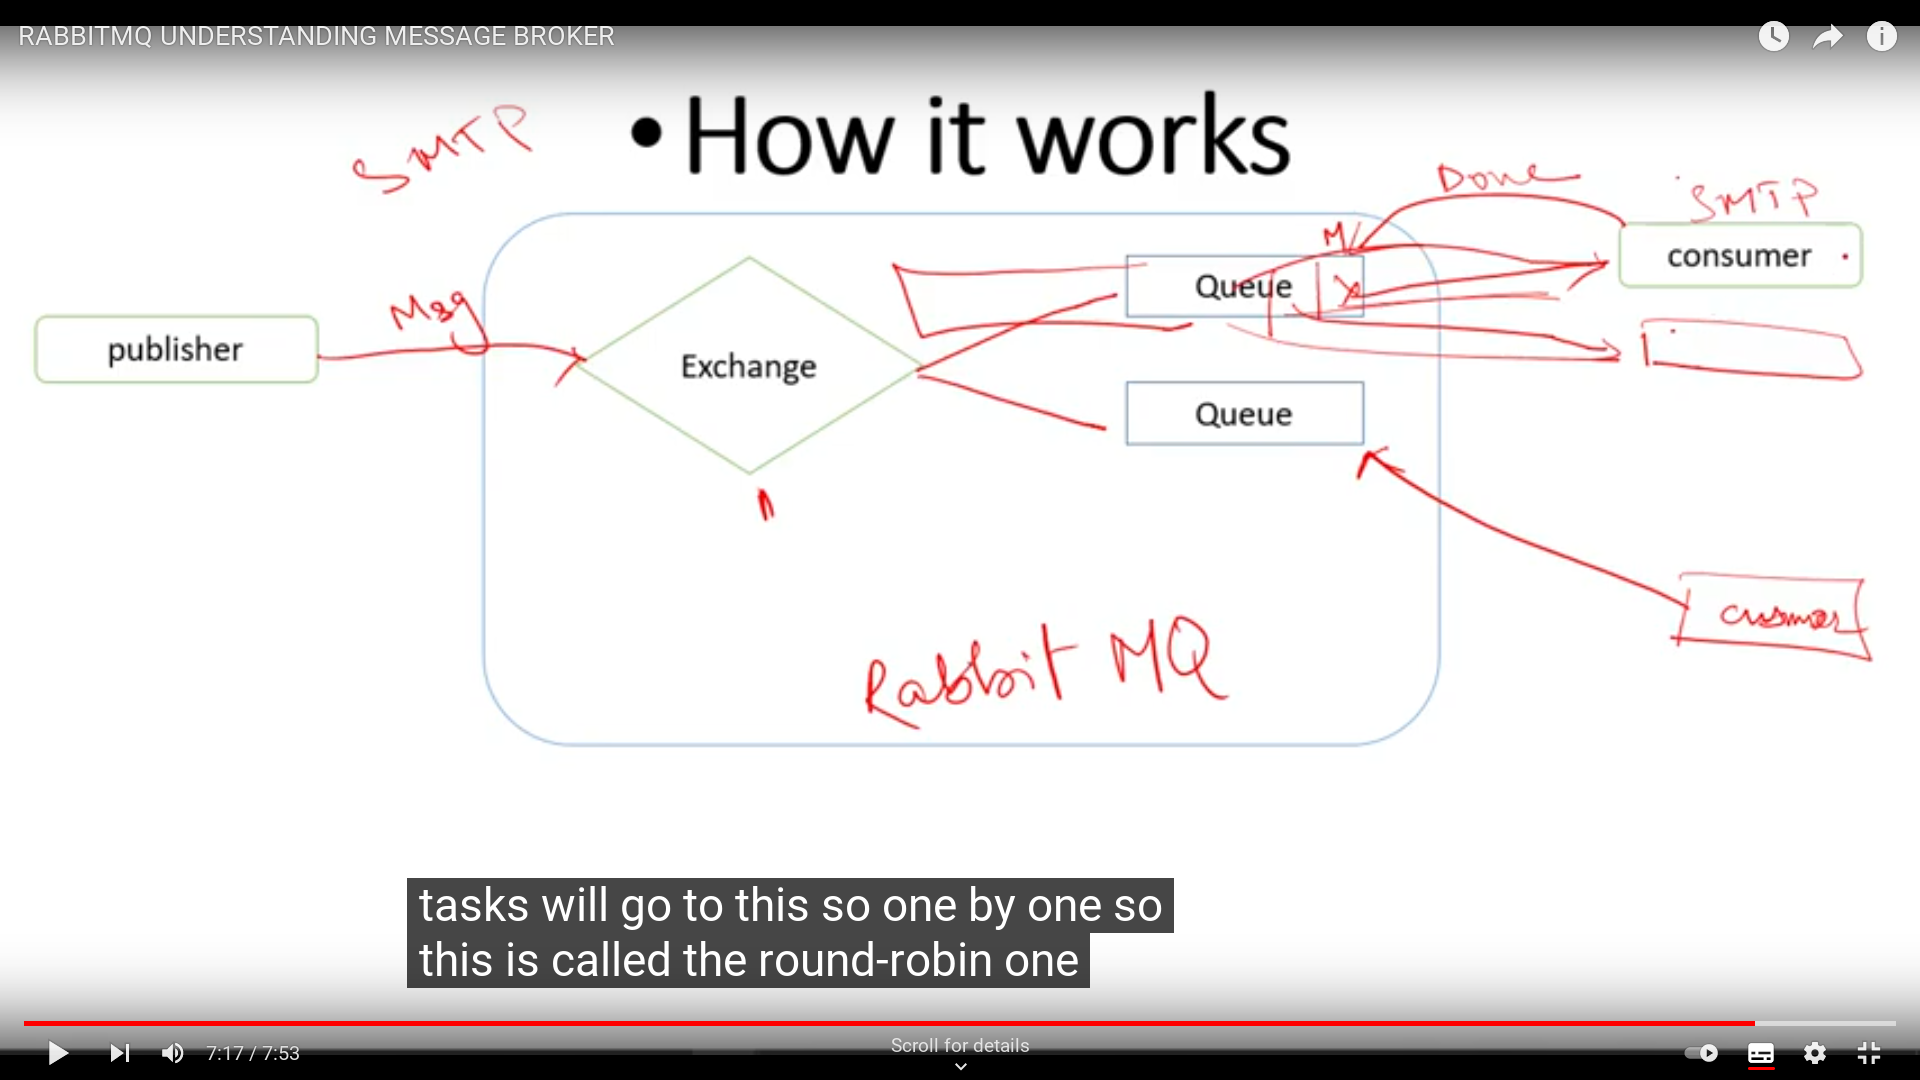 RABBITMQ UNDERSTANDING MESSAGE BROKER
• How it works
SMTP
Done
SMTP
M
consumer
Queue
Msg
publisher
Exchange
Queue
Rabbit MQ
tasks will go to this so one by one so
this is called the round-robin one
7:17 / 7:53
Scroll for details